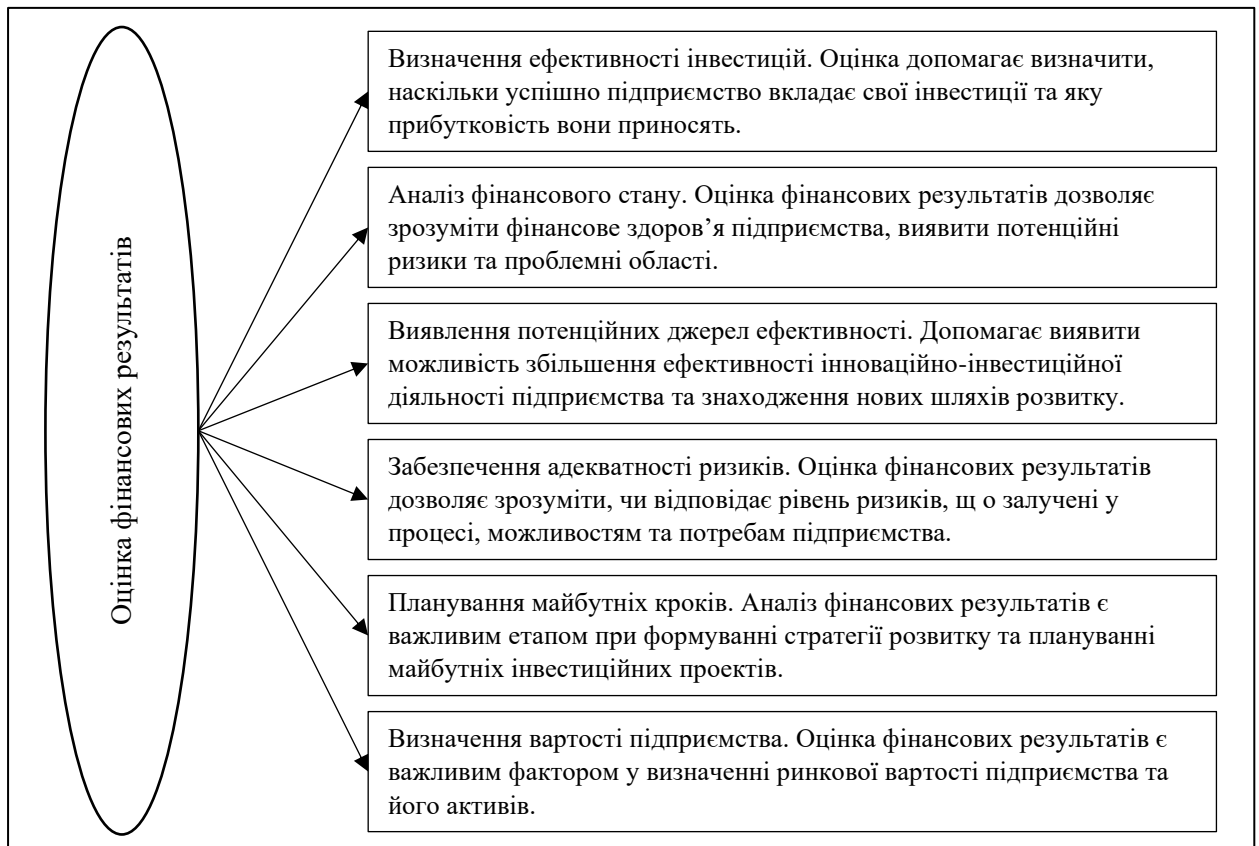 Оцінка фінансових результатів
Визначення ефективності інвестицій. Оцінка допомагає визначити,
наскільки успішно підприємство вкладає свої інвестиції та яку
прибутковість вони приносять.
Аналіз фінансового стану. Оцінка фінансових результатів дозволяє
зрозуміти фінансове здоров’я підприємства, виявити потенційні
ризики та проблемні області.
Виявлення потенційних джерел ефективності. Допомагає виявити
можливість збільшення ефективності інноваційно-інвестиційної
діяльності підприємства та знаходження нових шляхів розвитку.
Забезпечення адекватності ризиків. Оцінка фінансових результатів
дозволяє зрозуміти, чи відповідає рівень ризиків, щ о залучені у
процесі, можливостям та потребам підприємства.
Планування майбутніх кроків. Аналіз фінансових результатів є
важливим етапом при формуванні стратегії розвитку та плануванні
майбутніх інвестиційних проектів.
Визначення вартості підприємства. Оцінка фінансових результатів є
важливим фактором у визначенні ринкової вартості підприємства та
його активів.